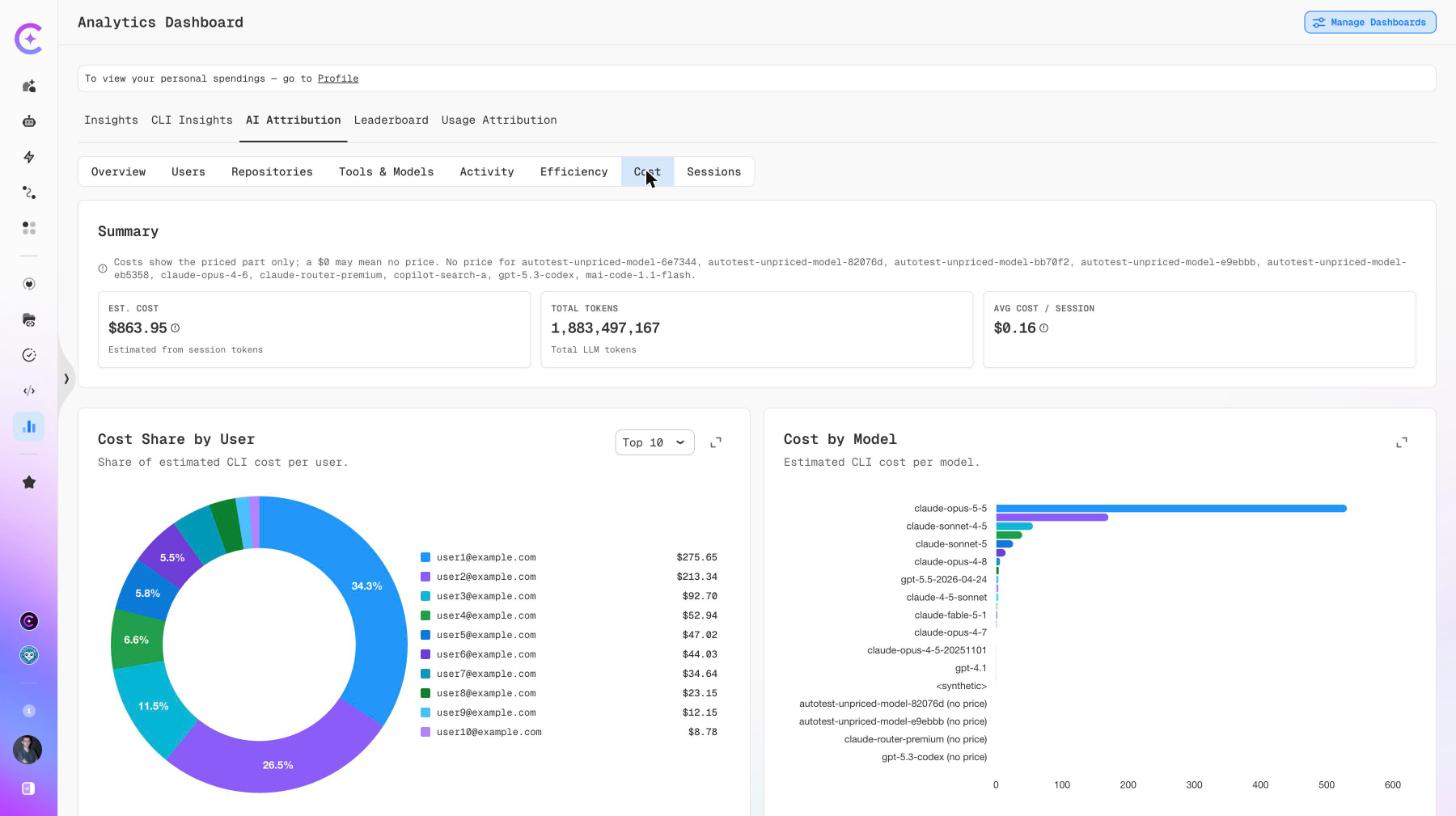 Analytics Dashboard
Manage Dashboards
To view your personal spendings — go to Profile
Insights CLI Insights AI Attribution Leaderboard Usage Attribution
Overview Users Repositories Tools & Models Activity Efficiency Cost Sessions
Summary
Costs show the priced part only; a $0 may mean no price. No price for autotest-unpriced-model-6e7344, autotest-unpriced-model-82076d, autotest-unpriced-model-bb70f2, autotest-unpriced-model-e9ebbb, autotest-unpriced-model-
eb5358, claude-opus-4-6, claude-router-premium, copilot-search-a, gpt-5.3-codex, mai-code-1.1-flash.
EST. COST
$863.95
Estimated from session tokens
TOTAL TOKENS
1,883,497,167
Total LLM tokens
AVG COST / SESSION
$0.16
Cost Share by User
Top 10
Share of estimated CLI cost per user.
34.3%
26.5%
11.5%
6.6%
5.8%
5.5%
user1@example.com $275.65
user2@example.com $213.34
user3@example.com $92.70
user4@example.com $52.94
user5@example.com $47.02
user6@example.com $44.03
user7@example.com $34.64
user8@example.com $23.15
user9@example.com $12.15
user10@example.com $8.78
Cost by Model
Estimated CLI cost per model.
claude-opus-5-5
claude-sonnet-4-5
claude-sonnet-5
claude-opus-4-8
gpt-5.5-2026-04-24
claude-4-5-sonnet
claude-fable-5-1
claude-opus-4-7
claude-opus-4-5-20251101
gpt-4.1
<synthetic>
autotest-unpriced-model-82076d (no price)
autotest-unpriced-model-e9ebbb (no price)
claude-router-premium (no price)
gpt-5.3-codex (no price)
0 100 200 300 400 500 600
1